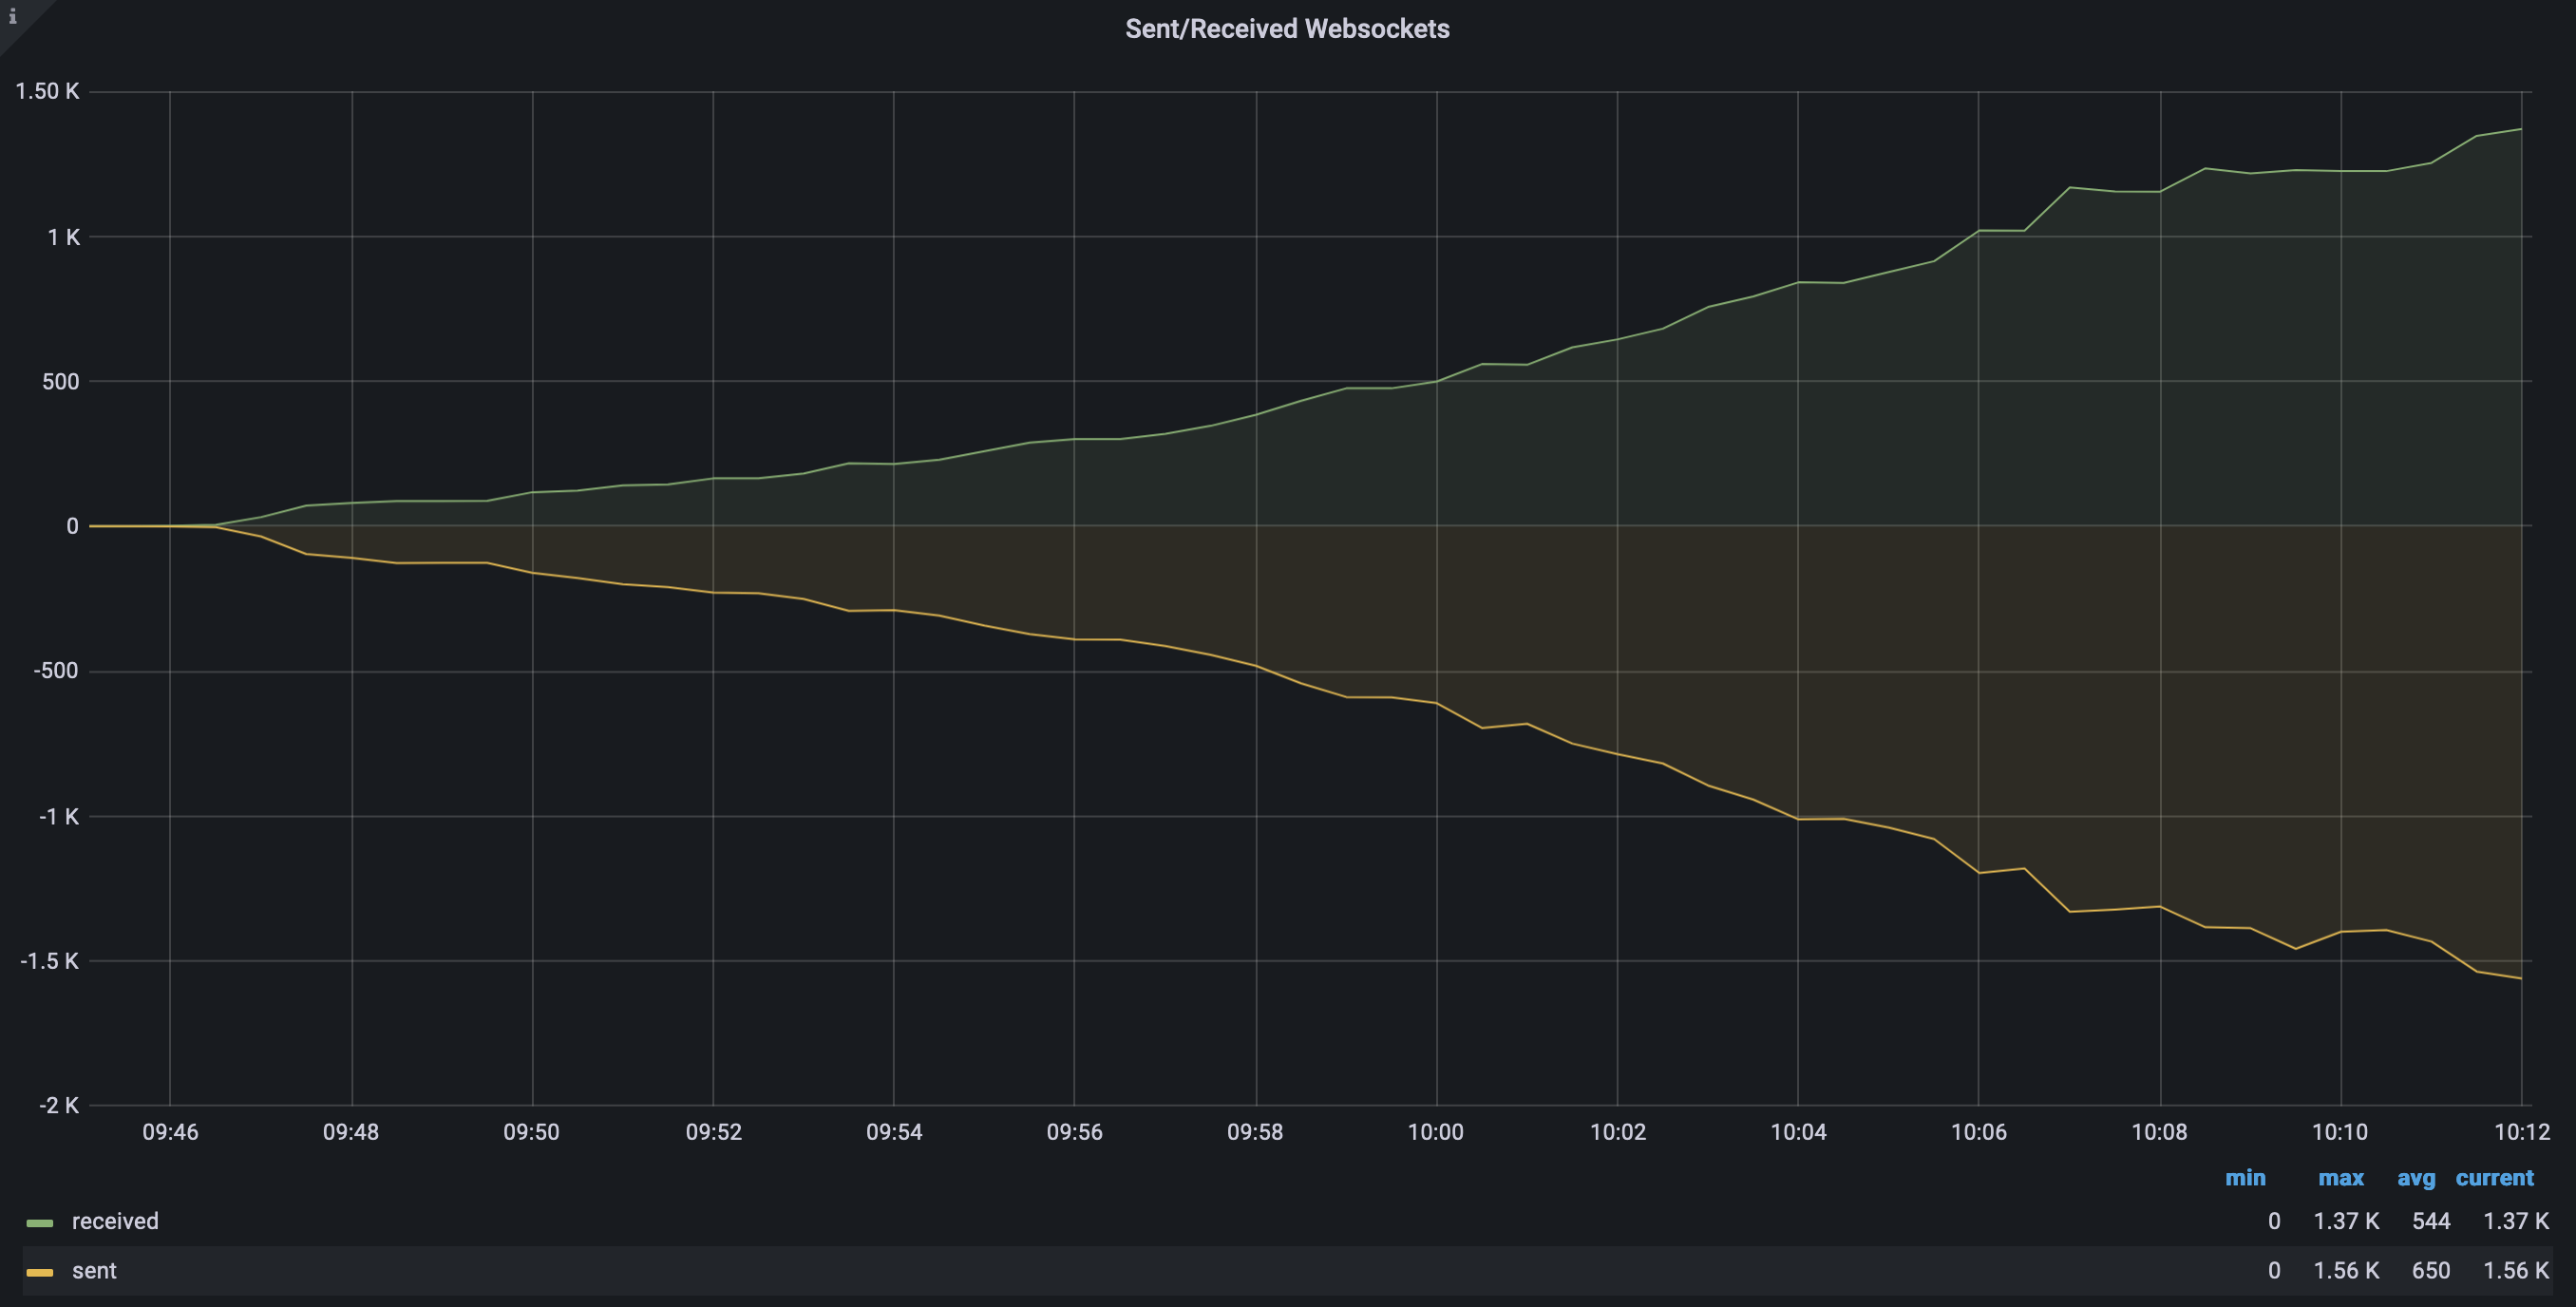 i
Sent/Received Websockets
1.50 K
1 K
500
0
-500
-1 K
-1.5 K
-2 K
09:46 09:48 09:50 09:52 09:54 09:56 09:58 10:00 10:02 10:04 10:06 10:08 10:10 10:12
min max avg current
received 0 1.37 K 544 1.37 K
sent 0 1.56 K 650 1.56 K